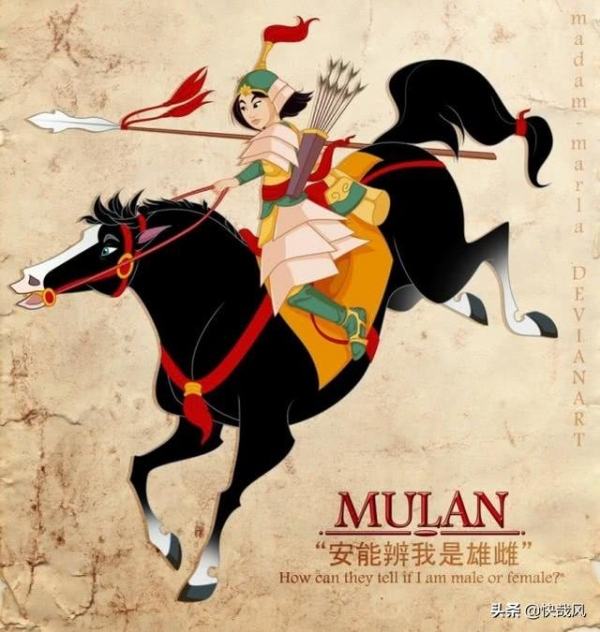 madam-marla DEVIANART
MULAN
“安能辨我是雄雌”
How can they tell if I am male or female?"
头条 @快哉风